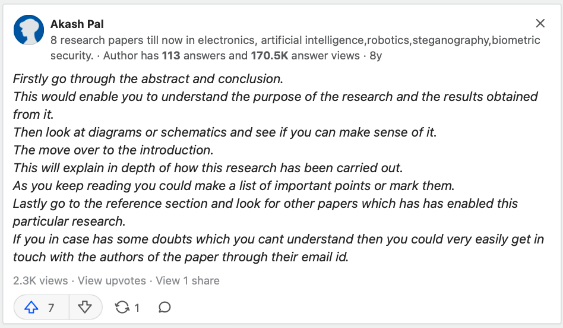 Akash Pal
8 research papers till now in electronics, artificial intelligence,robotics,steganography,biometric
security. · Author has 113 answers and 170.5K answer views · 8y
Firstly go through the abstract and conclusion.
This would enable you to understand the purpose of the research and the results obtained
from it.
Then look at diagrams or schematics and see if you can make sense of it.
The move over to the introduction.
This will explain in depth of how this research has been carried out.
As you keep reading you could make a list of important points or mark them.
Lastly go to the reference section and look for other papers which has has enabled this
particular research.
If you in case has some doubts which you cant understand then you could very easily get in
touch with the authors of the paper through their email id.
2.3K views · View upvotes · View 1 share
7 1